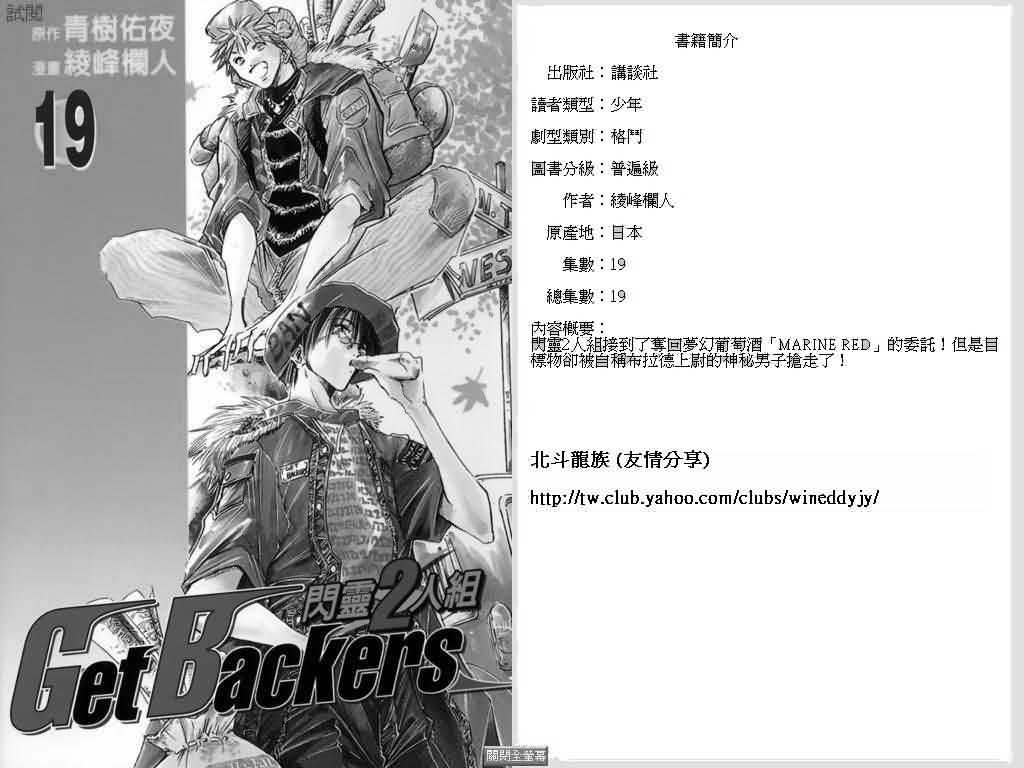 試閱
原作 青樹佑夜
漫畫 綾峰欄人
19
N.T
WES
GET BACKERS
閃靈2人組
Get Backers
書籍簡介
出版社：講談社
讀者類型：少年
劇型類別：格鬥
圖書分級：普遍級
作者：綾峰欄人
原產地：日本
集數：19
總集數：19
內容概要：
閃靈2人組接到了奪回夢幻葡萄酒「MARINE RED」的委託！但是目
標物卻被自稱布拉德上尉的神秘男子搶走了！
北斗龍族 (友情分享)
http://tw.club.yahoo.com/clubs/wineddyjy/
關閉全螢幕